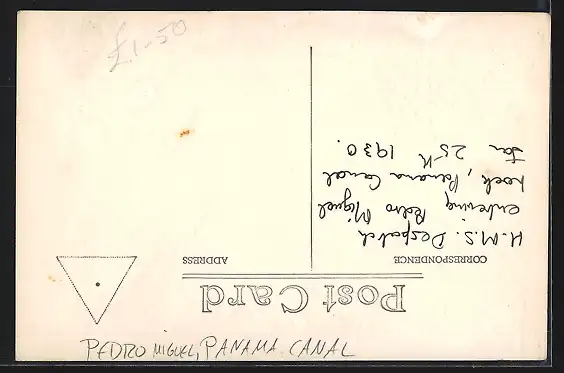 £1-50
Post Card
CORRESPONDENCE
ADDRESS
H.M.S. Despatch
entering Pedro Miguel
Lock, Panama Canal
Jan 25th 1930.
PEDRO MIGUEL, PANAMA CANAL